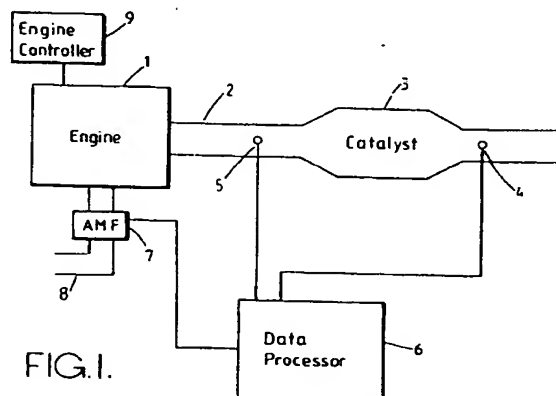 Engine
Controller
9
1
2
3
Engine
Catalyst
5
4
AMF
7
8
Data
Processor
6
FIG.1.